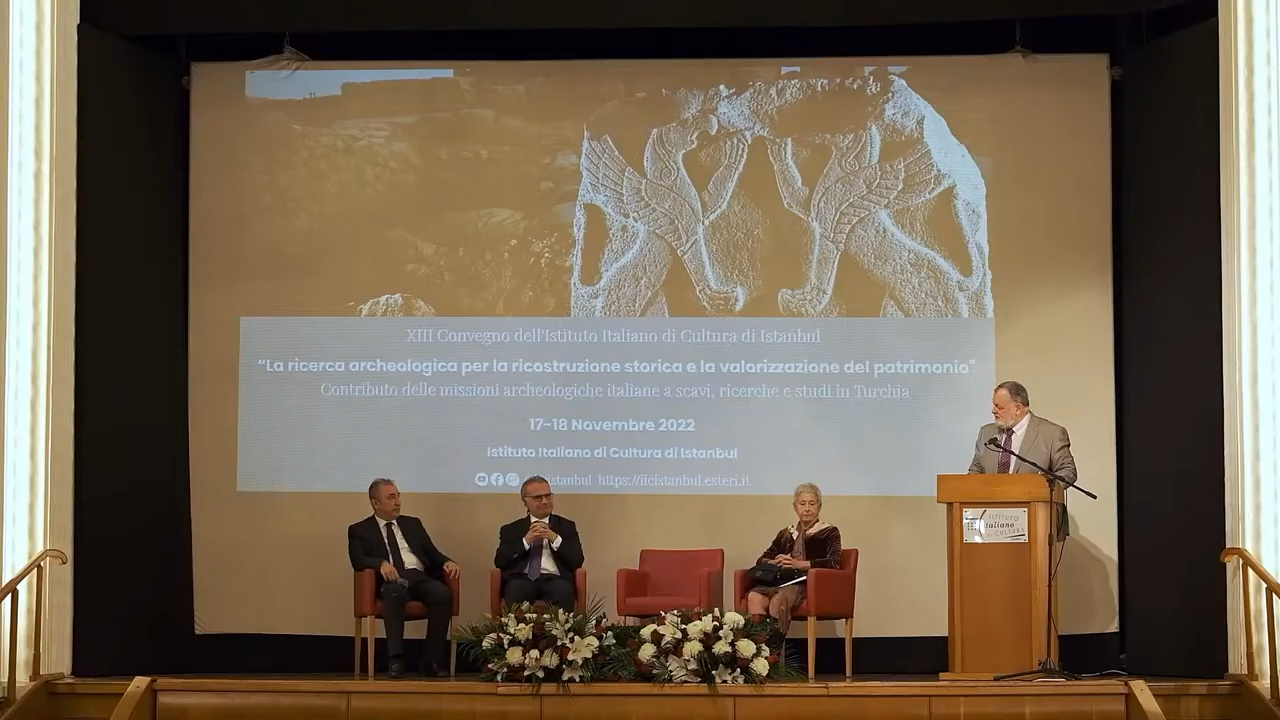 XIII Convegno dell'Istituto Italiano di Cultura di Istanbul
"La ricerca archeologica per la ricostruzione storica e la valorizzazione del patrimonio"
Contributo delle missioni archeologiche italiane a scavi, ricerche e studi in Turchia
17-18 Novembre 2022
Istituto Italiano di Cultura di Istanbul
https://iicistanbul.esteri.it
ISTITUTO
italiano
CULTURA